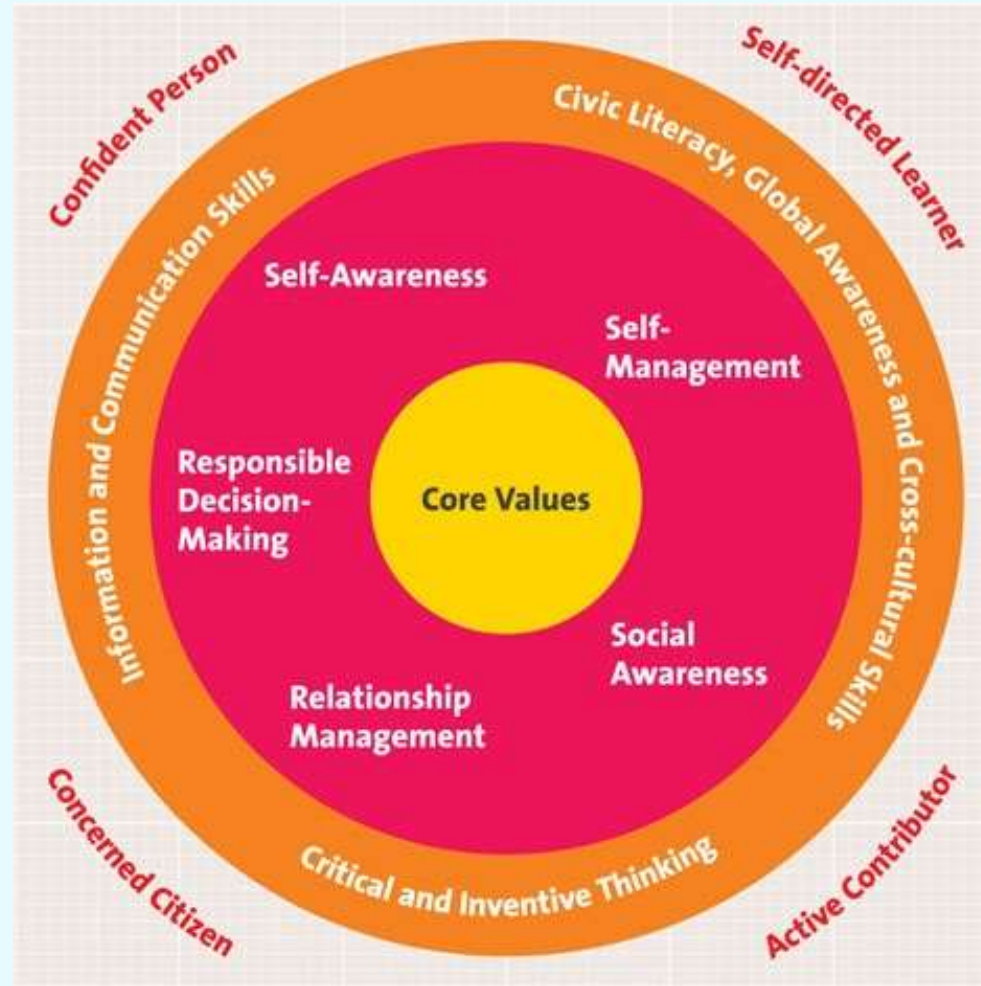 Confident Person
Self-directed Learner
Information and Communication Skills
Civic Literacy, Global Awareness and Cross-cultural Skills
Self-Awareness
Self-
Management
Responsible
Decision-
Making
Core Values
Social
Awareness
Relationship
Management
Critical and Inventive Thinking
Concerned Citizen
Active Contributor